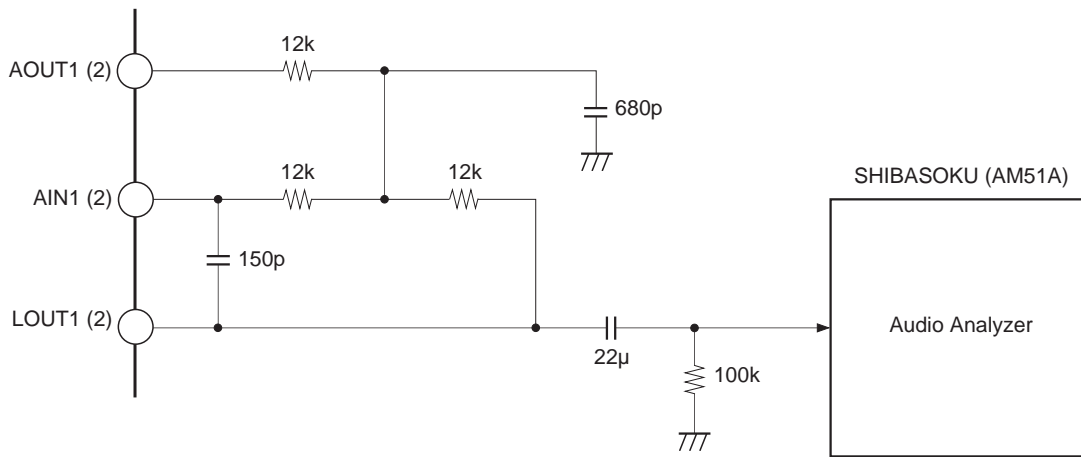 12k
AOUT1 (2)
680p
12k
12k
AIN1 (2)
SHIBASOKU (AM51A)
150p
LOUT1 (2)
Audio Analyzer
22µ
100k